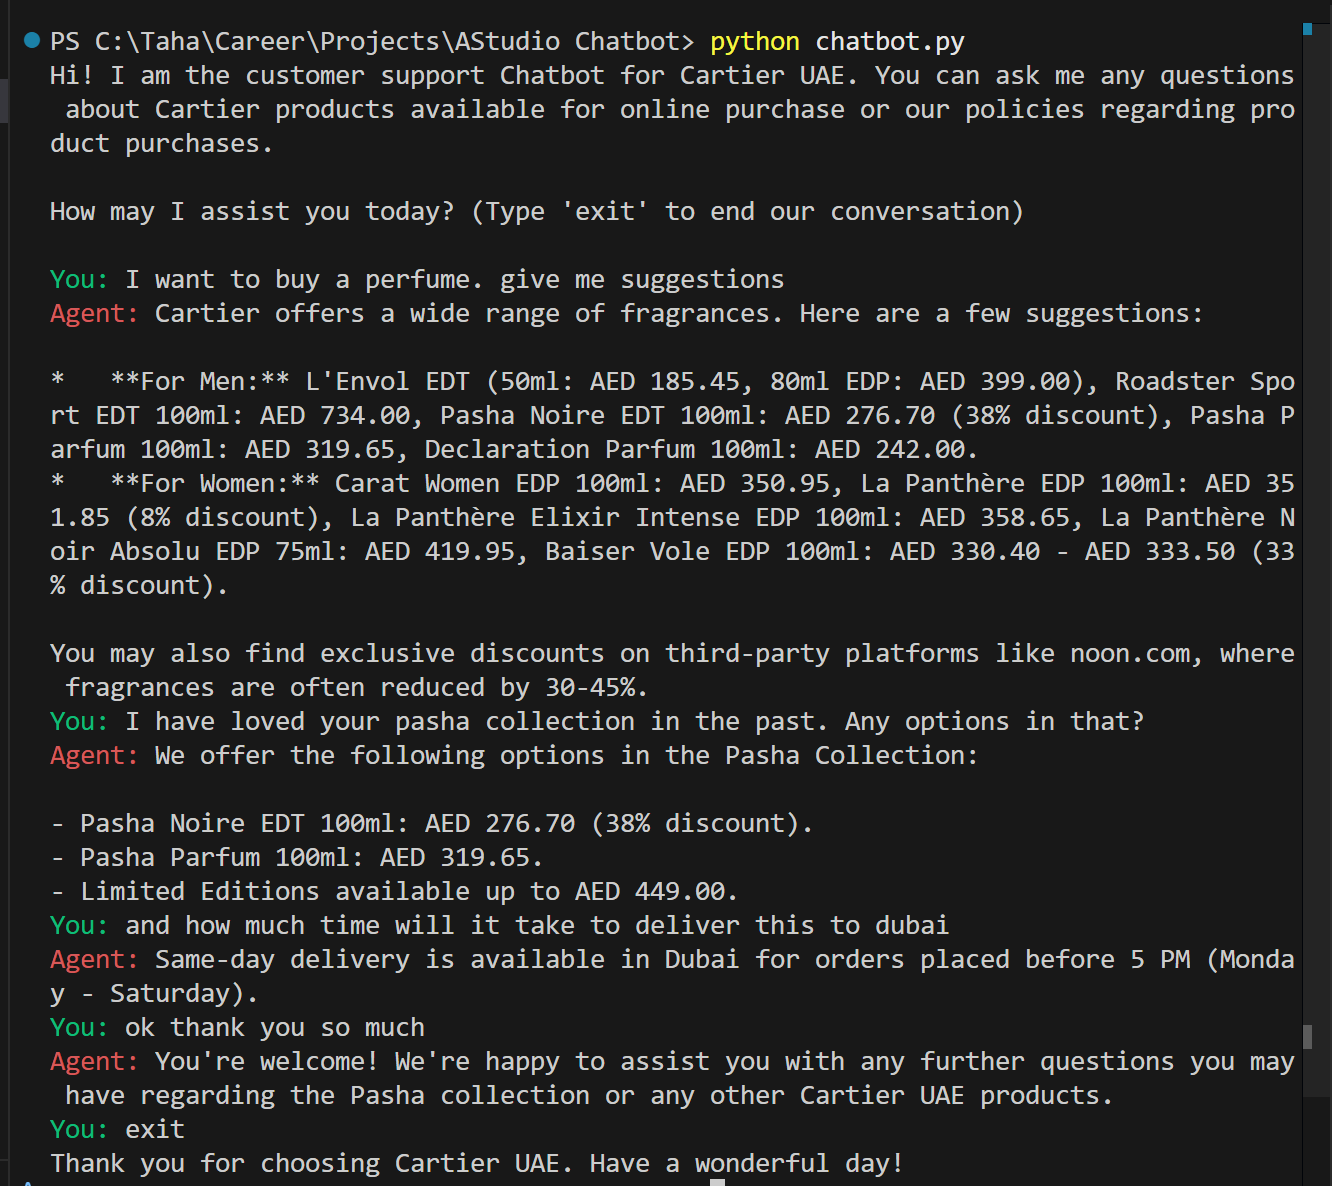 PS C:\Taha\Career\Projects\AStudio Chatbot> python chatbot.py
Hi! I am the customer support Chatbot for Cartier UAE. You can ask me any questions
 about Cartier products available for online purchase or our policies regarding pro
duct purchases.
How may I assist you today? (Type 'exit' to end our conversation)
You: I want to buy a perfume. give me suggestions
Agent: Cartier offers a wide range of fragrances. Here are a few suggestions:
*   **For Men:** L'Envol EDT (50ml: AED 185.45, 80ml EDP: AED 399.00), Roadster Spo
rt EDT 100ml: AED 734.00, Pasha Noire EDT 100ml: AED 276.70 (38% discount), Pasha P
arfum 100ml: AED 319.65, Declaration Parfum 100ml: AED 242.00.
*   **For Women:** Carat Women EDP 100ml: AED 350.95, La Panthère EDP 100ml: AED 35
1.85 (8% discount), La Panthère Elixir Intense EDP 100ml: AED 358.65, La Panthère N
oir Absolu EDP 75ml: AED 419.95, Baiser Vole EDP 100ml: AED 330.40 - AED 333.50 (33
% discount).
You may also find exclusive discounts on third-party platforms like noon.com, where
 fragrances are often reduced by 30-45%.
You: I have loved your pasha collection in the past. Any options in that?
Agent: We offer the following options in the Pasha Collection:
- Pasha Noire EDT 100ml: AED 276.70 (38% discount).
- Pasha Parfum 100ml: AED 319.65.
- Limited Editions available up to AED 449.00.
You: and how much time will it take to deliver this to dubai
Agent: Same-day delivery is available in Dubai for orders placed before 5 PM (Monda
y - Saturday).
You: ok thank you so much
Agent: You're welcome! We're happy to assist you with any further questions you may
 have regarding the Pasha collection or any other Cartier UAE products.
You: exit
Thank you for choosing Cartier UAE. Have a wonderful day!